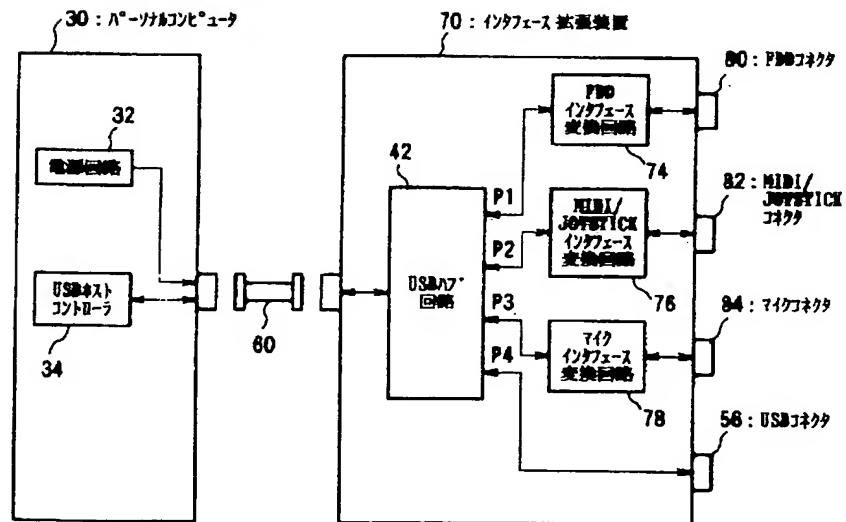 30:パーソナルコンピュータ
32
電源回路
USBホスト
コントローラ
34
60
70:インタフェース拡張装置
42
USBハブ
回路
P1
P2
P3
P4
FDD
インタフェース
変換回路
74
MIDI/
JOYSTICK
インタフェース
変換回路
76
マイク
インタフェース
変換回路
78
80:FDDコネクタ
82:MIDI/
JOYSTICK
コネクタ
84:マイクコネクタ
56:USBコネクタ